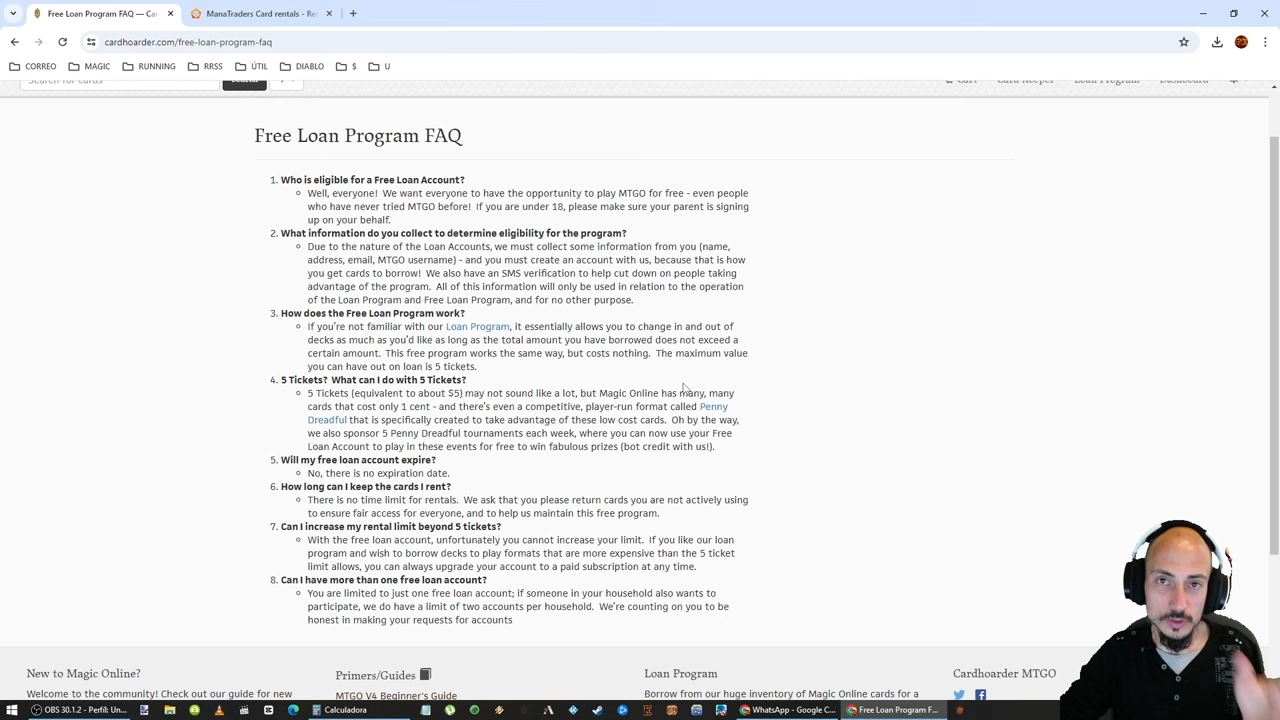 Free Loan Program FAQ — Ca
ManaTraders Card rentals - Re
cardhoarder.com/free-loan-program-faq
CORREO
MAGIC
RUNNING
RRSS
ÚTIL
DIABLO
$
U
Search for cards
Search
Cart
Card Keeper
Loan Program
Dashboard
Free Loan Program FAQ
1. Who is eligible for a Free Loan Account?
Well, everyone! We want everyone to have the opportunity to play MTGO for free - even people
who have never tried MTGO before! If you are under 18, please make sure your parent is signing
up on your behalf.
2. What information do you collect to determine eligibility for the program?
Due to the nature of the Loan Accounts, we must collect some information from you (name,
address, email, MTGO username) - and you must create an account with us, because that is how
you get cards to borrow! We also have an SMS verification to help cut down on people taking
advantage of the program. All of this information will only be used in relation to the operation
of the Loan Program and Free Loan Program, and for no other purpose.
3. How does the Free Loan Program work?
If you're not familiar with our Loan Program, it essentially allows you to change in and out of
decks as much as you'd like as long as the total amount you have borrowed does not exceed a
certain amount. This free program works the same way, but costs nothing. The maximum value
you can have out on loan is 5 tickets.
4. 5 Tickets? What can I do with 5 Tickets?
5 Tickets (equivalent to about $5) may not sound like a lot, but Magic Online has many, many
cards that cost only 1 cent - and there's even a competitive, player-run format called Penny
Dreadful that is specifically created to take advantage of these low cost cards. Oh by the way,
we also sponsor 5 Penny Dreadful tournaments each week, where you can now use your Free
Loan Account to play in these events for free to win fabulous prizes (bot credit with us!).
5. Will my free loan account expire?
No, there is no expiration date.
6. How long can I keep the cards I rent?
There is no time limit for rentals. We ask that you please return cards you are not actively using
to ensure fair access for everyone, and to help us maintain this free program.
7. Can I increase my rental limit beyond 5 tickets?
With the free loan account, unfortunately you cannot increase your limit. If you like our loan
program and wish to borrow decks to play formats that are more expensive than the 5 ticket
limit allows, you can always upgrade your account to a paid subscription at any time.
8. Can I have more than one free loan account?
You are limited to just one free loan account; if someone in your household also wants to
participate, we do have a limit of two accounts per household. We're counting on you to be
honest in making your requests for accounts
New to Magic Online?
Welcome to the community! Check out our guide for new
Primers/Guides
MTGO V4 Beginner's Guide
Loan Program
Borrow from our huge inventory of Magic Online cards for a
Cardhoarder MTGO
OBS 30.1.2 - Perfil: Un...
Calculadora
WhatsApp - Google C...
Free Loan Program F...